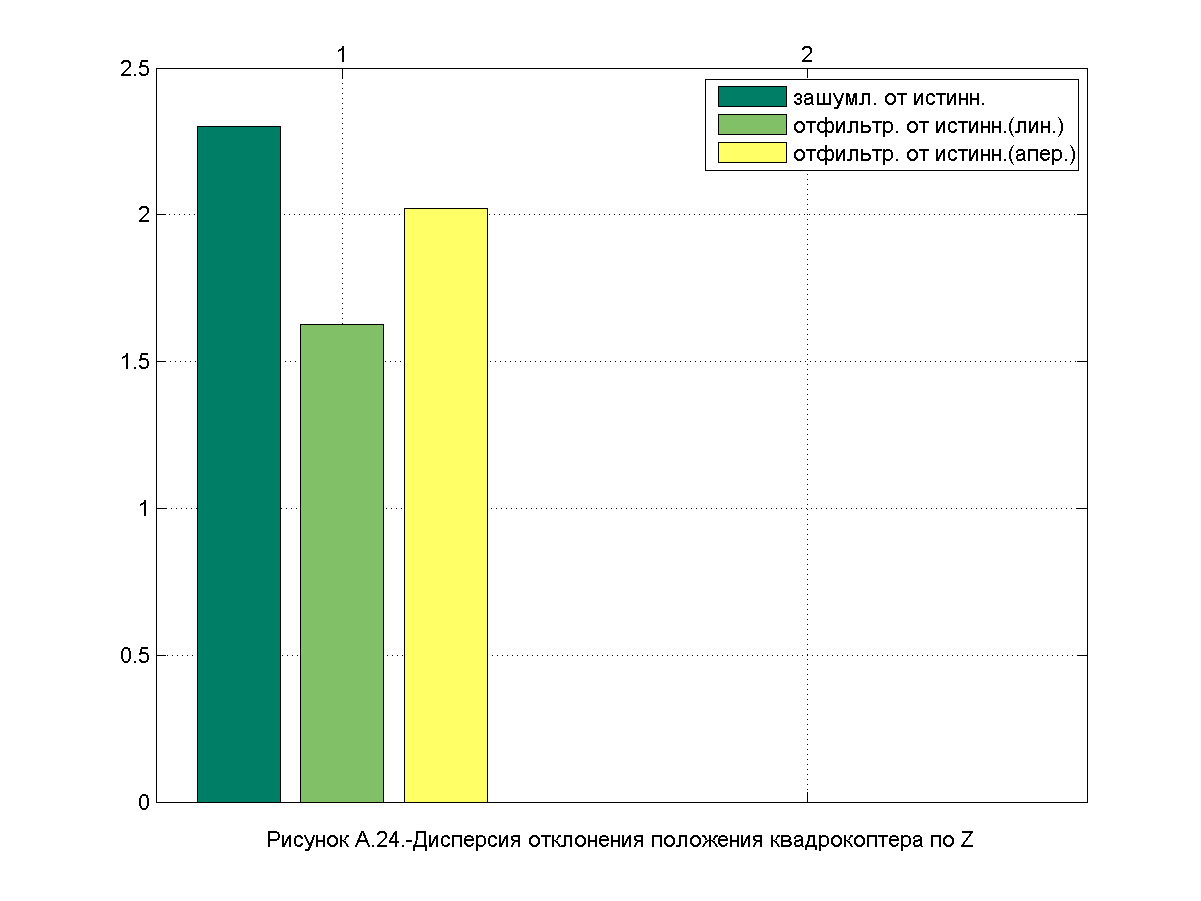 1 2
2.5
зашумл. от истинн.
отфильтр. от истинн.(лин.)
отфильтр. от истинн.(апер.)
2
1.5
1
0.5
0
Рисунок А.24.-Дисперсия отклонения положения квадрокоптера по Z